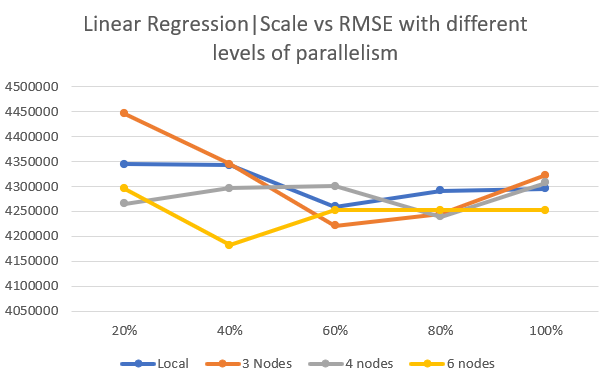 Linear Regression|Scale vs RMSE with different
levels of parallelism
4500000
4450000
4400000
4350000
4300000
4250000
4200000
4150000
4100000
4050000
20% 40% 60% 80% 100%
Local 3 Nodes 4 nodes 6 nodes